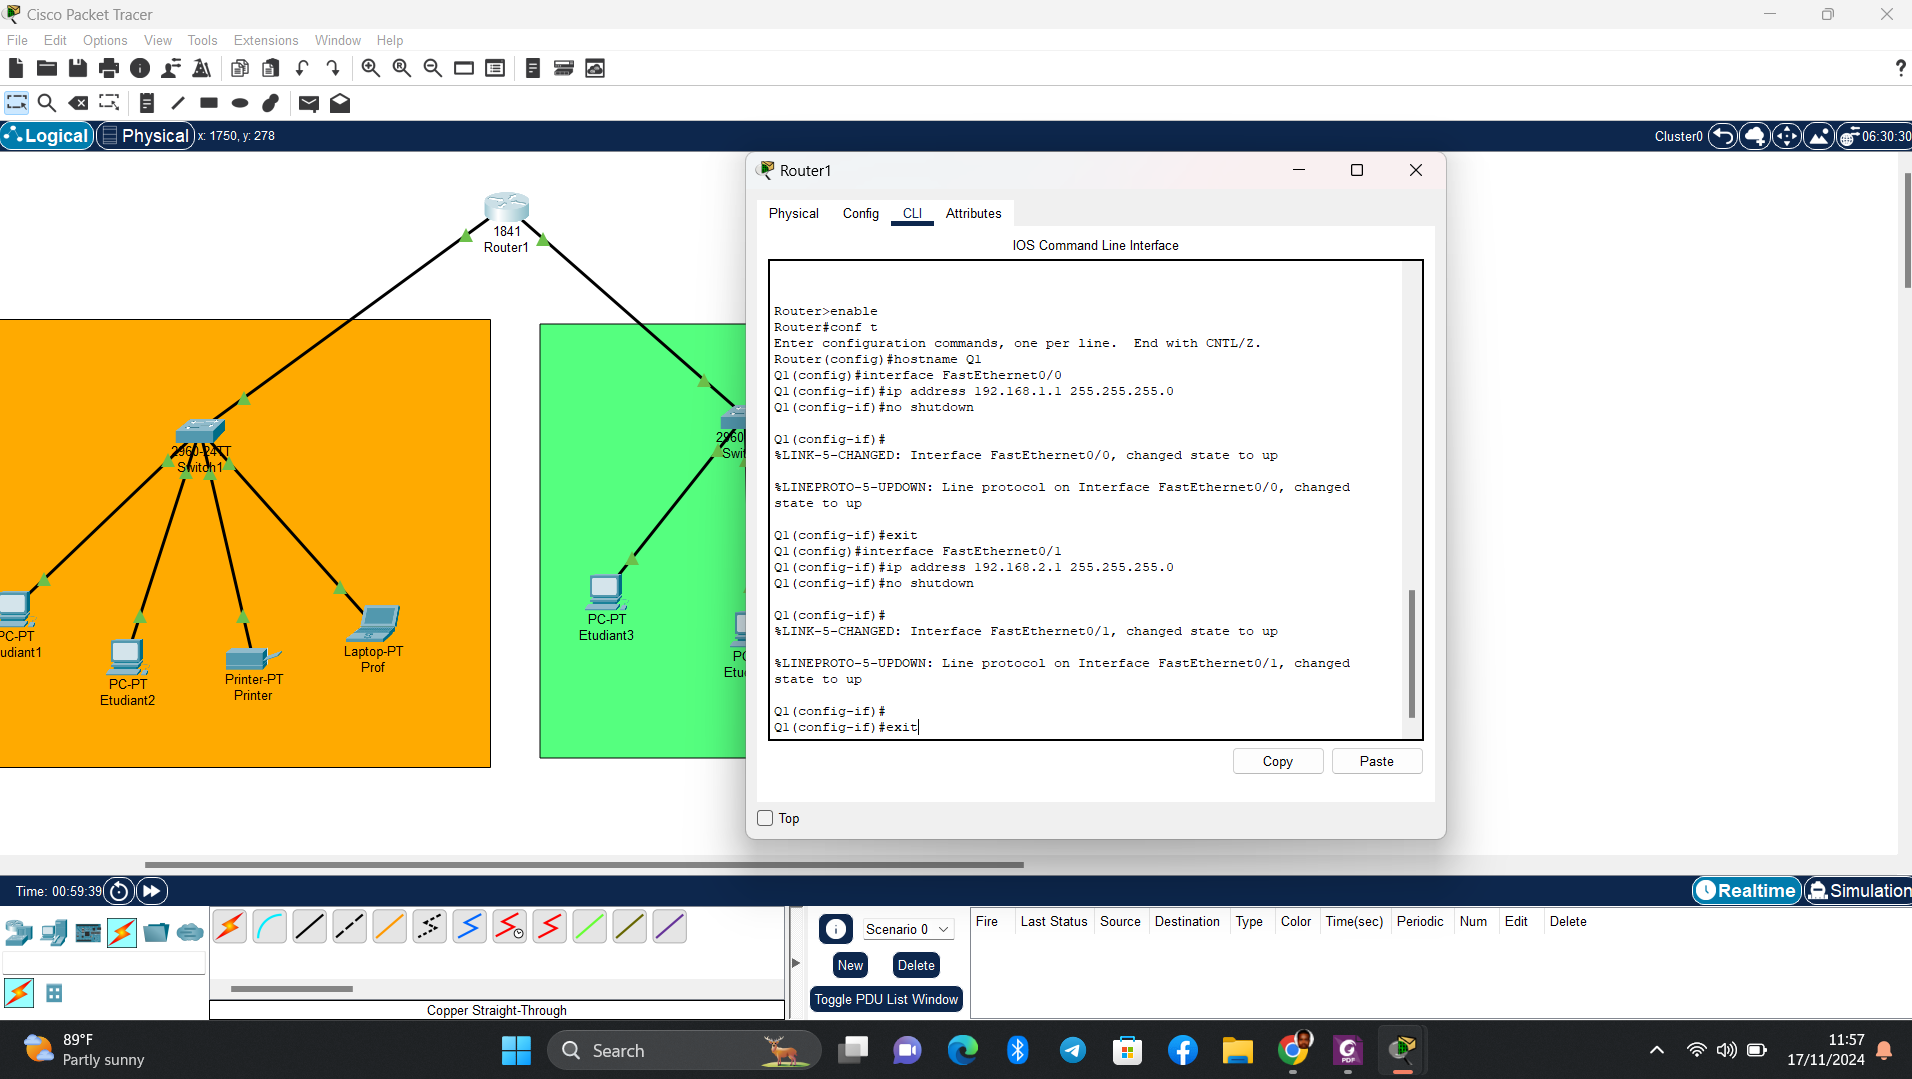 Cisco Packet Tracer
File Edit Options View Tools Extensions Window Help
Logical Physical x: 1750, y: 278
Cluster0 06:30:30
1841
Router1
2960-24TT
Switch1
PC-PT
udiant1
PC-PT
Etudiant2
Printer-PT
Printer
Laptop-PT
Prof
2960
Swit
PC-PT
Etudiant3
PC
Etu
Router1
Physical Config CLI Attributes
IOS Command Line Interface
Router>enable
Router#conf t
Enter configuration commands, one per line. End with CNTL/Z.
Router(config)#hostname Q1
Q1(config)#interface FastEthernet0/0
Q1(config-if)#ip address 192.168.1.1 255.255.255.0
Q1(config-if)#no shutdown
Q1(config-if)#
%LINK-5-CHANGED: Interface FastEthernet0/0, changed state to up
%LINEPROTO-5-UPDOWN: Line protocol on Interface FastEthernet0/0, changed
state to up
Q1(config-if)#exit
Q1(config)#interface FastEthernet0/1
Q1(config-if)#ip address 192.168.2.1 255.255.255.0
Q1(config-if)#no shutdown
Q1(config-if)#
%LINK-5-CHANGED: Interface FastEthernet0/1, changed state to up
%LINEPROTO-5-UPDOWN: Line protocol on Interface FastEthernet0/1, changed
state to up
Q1(config-if)#
Q1(config-if)#exit
Copy Paste
Top
Time: 00:59:39
Realtime Simulation
Copper Straight-Through
Scenario 0
New Delete
Toggle PDU List Window
Fire Last Status Source Destination Type Color Time(sec) Periodic Num Edit Delete
89°F
Partly sunny
Search
PDF
11:57
17/11/2024